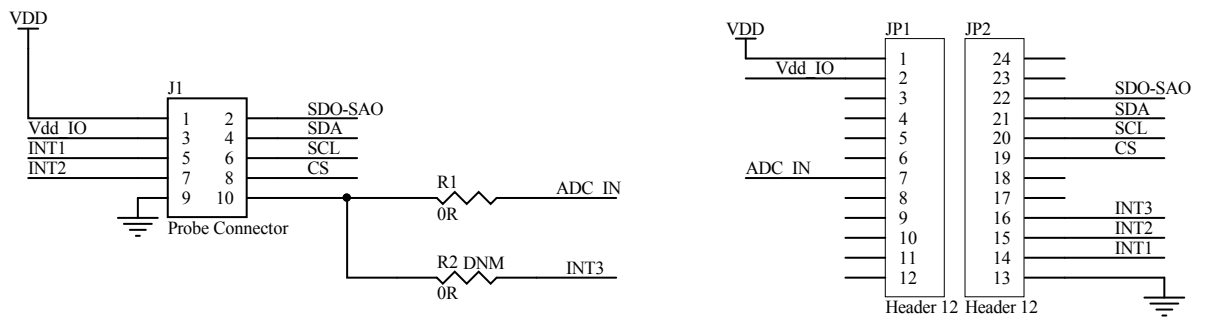 VDD
J1
1 2 SDO-SAO
Vdd_IO 3 4 SDA
INT1 5 6 SCL
INT2 7 8 CS
9 10
Probe Connector
R1
0R
ADC_IN
R2 DNM
0R
INT3
VDD
JP1
1
Vdd_IO 2
3
4
5
6
ADC_IN 7
8
9
10
11
12
Header 12
JP2
24
23
22 SDO-SAO
21 SDA
20 SCL
19 CS
18
17
16 INT3
15 INT2
14 INT1
13
Header 12